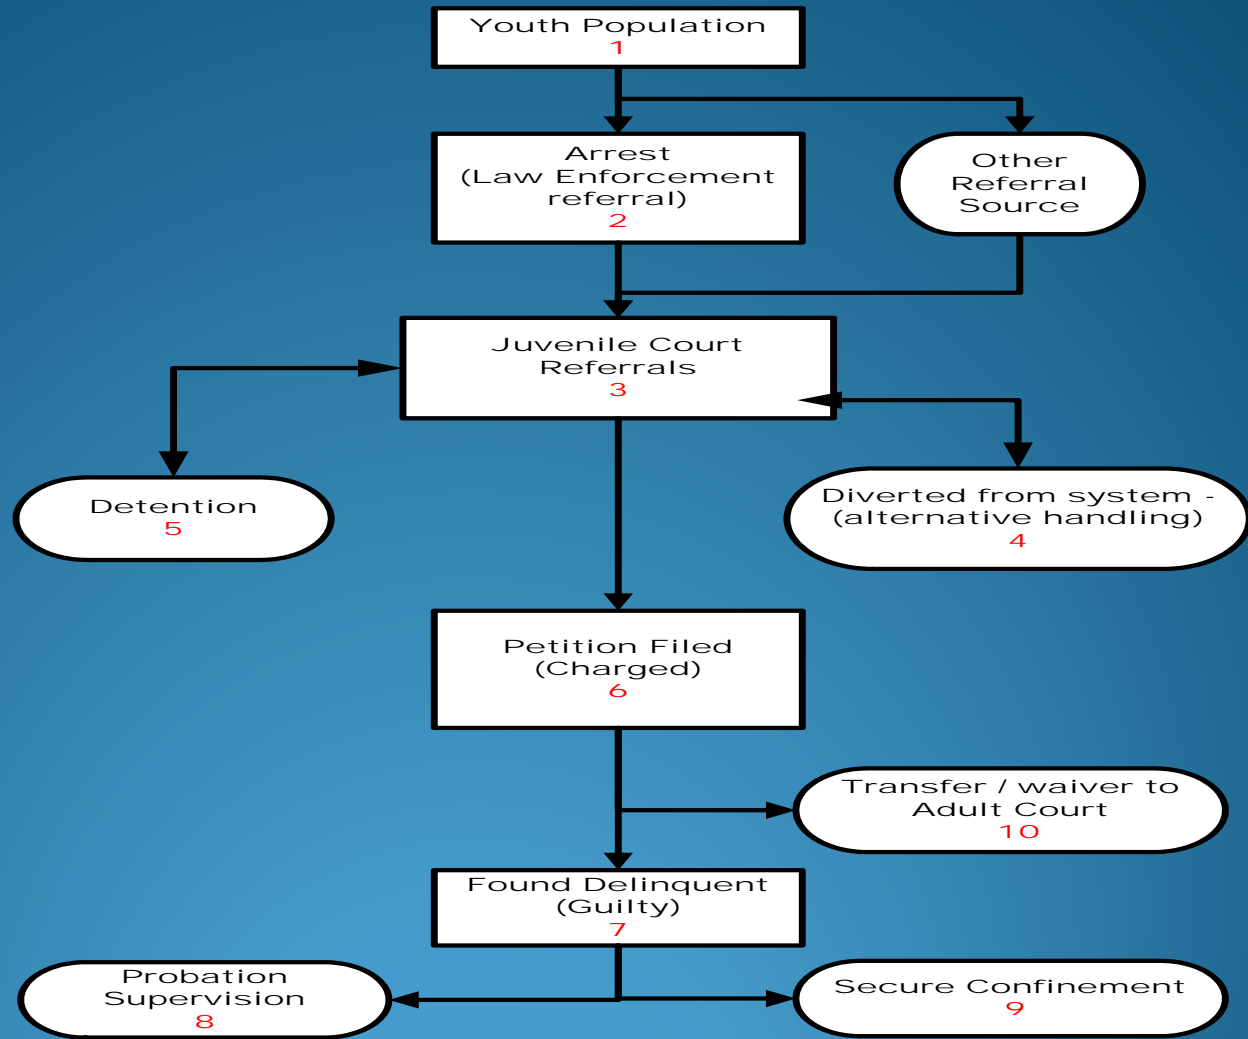 Youth Population
1
Arrest
(Law Enforcement
referral)
2
Other
Referral
Source
Juvenile Court
Referrals
3
Detention
5
Diverted from system -
(alternative handling)
4
Petition Filed
(Charged)
6
Transfer / waiver to
Adult Court
10
Found Delinquent
(Guilty)
7
Probation
Supervision
8
Secure Confinement
9